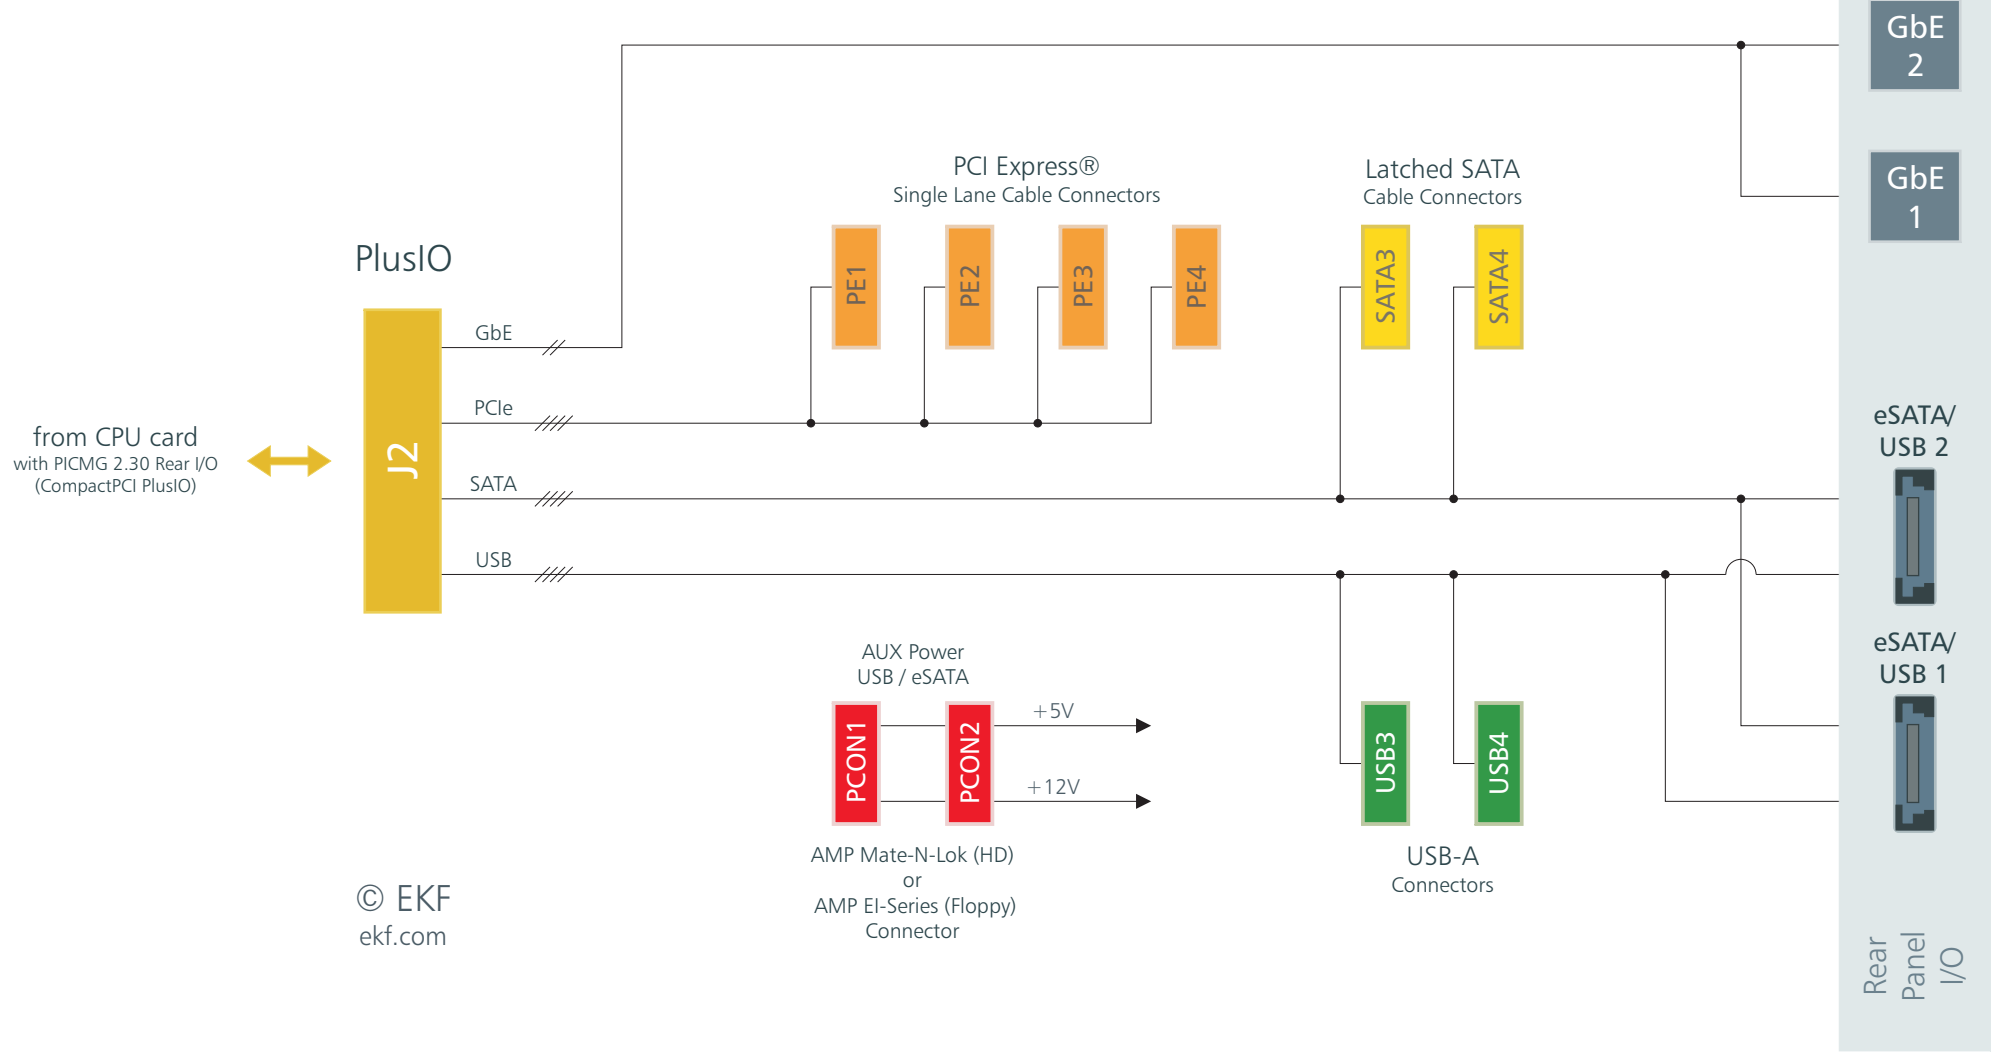 GbE
2
PCI Express®
Single Lane Cable Connectors
Latched SATA
Cable Connectors
GbE
1
PlusIO
PE1
PE2
PE3
PE4
SATA3
SATA4
GbE
PCIe
from CPU card
with PICMG 2.30 Rear I/O
(CompactPCI PlusIO)
J2
SATA
USB
eSATA/
USB 2
AUX Power
USB / eSATA
PCON1
PCON2
+5V
+12V
USB3
USB4
eSATA/
USB 1
AMP Mate-N-Lok (HD)
or
AMP EI-Series (Floppy)
Connector
USB-A
Connectors
© EKF
ekf.com
Rear
Panel
I/O